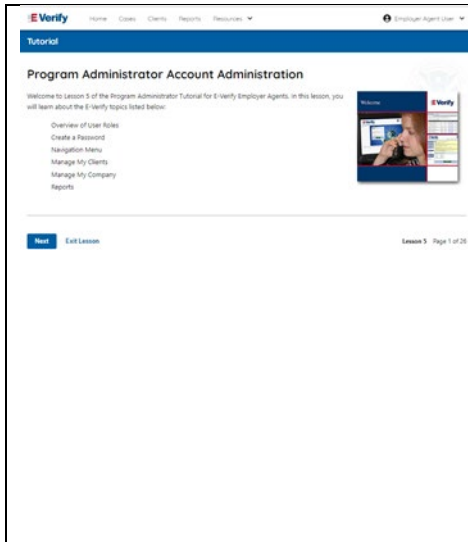 E-Verify Home Cases Clients Reports Resources Employer Agent User
Tutorial
Program Administrator Account Administration
Welcome to Lesson 5 of the Program Administrator Tutorial for E-Verify Employer Agents. In this lesson, you
will learn about the E-Verify topics listed below:
Overview of User Roles
Create a Password
Navigation Menu
Manage My Clients
Manage My Company
Reports
Welcome
E-Verify
Next Exit Lesson Lesson 5 Page 1 of 28